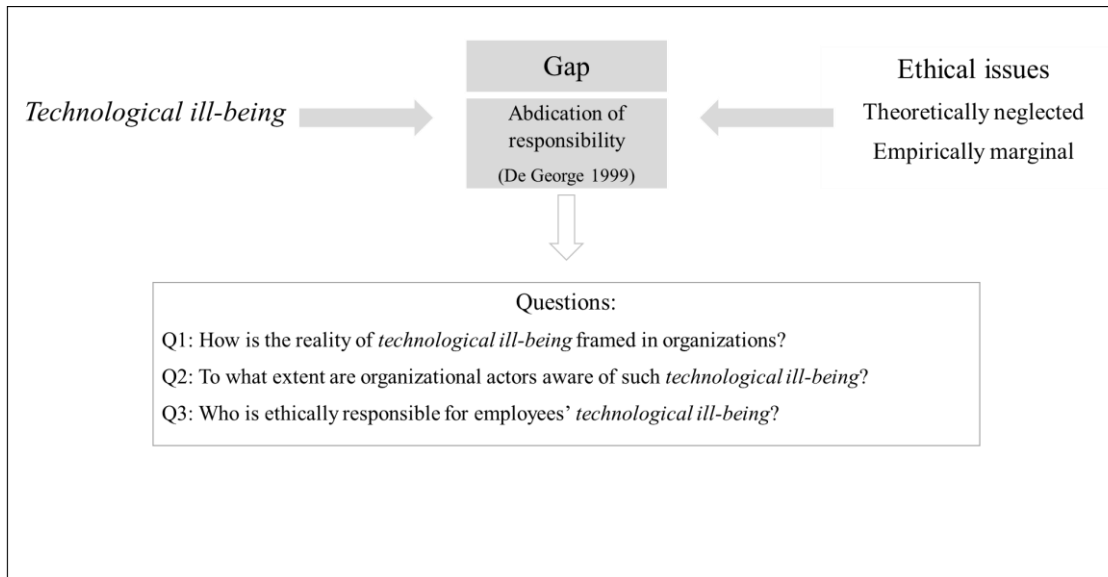 Technological ill-being
Gap
Abdication of
responsibility
(De George 1999)
Ethical issues
Theoretically neglected
Empirically marginal
Questions:
Q1: How is the reality of technological ill-being framed in organizations?
Q2: To what extent are organizational actors aware of such technological ill-being?
Q3: Who is ethically responsible for employees’ technological ill-being?